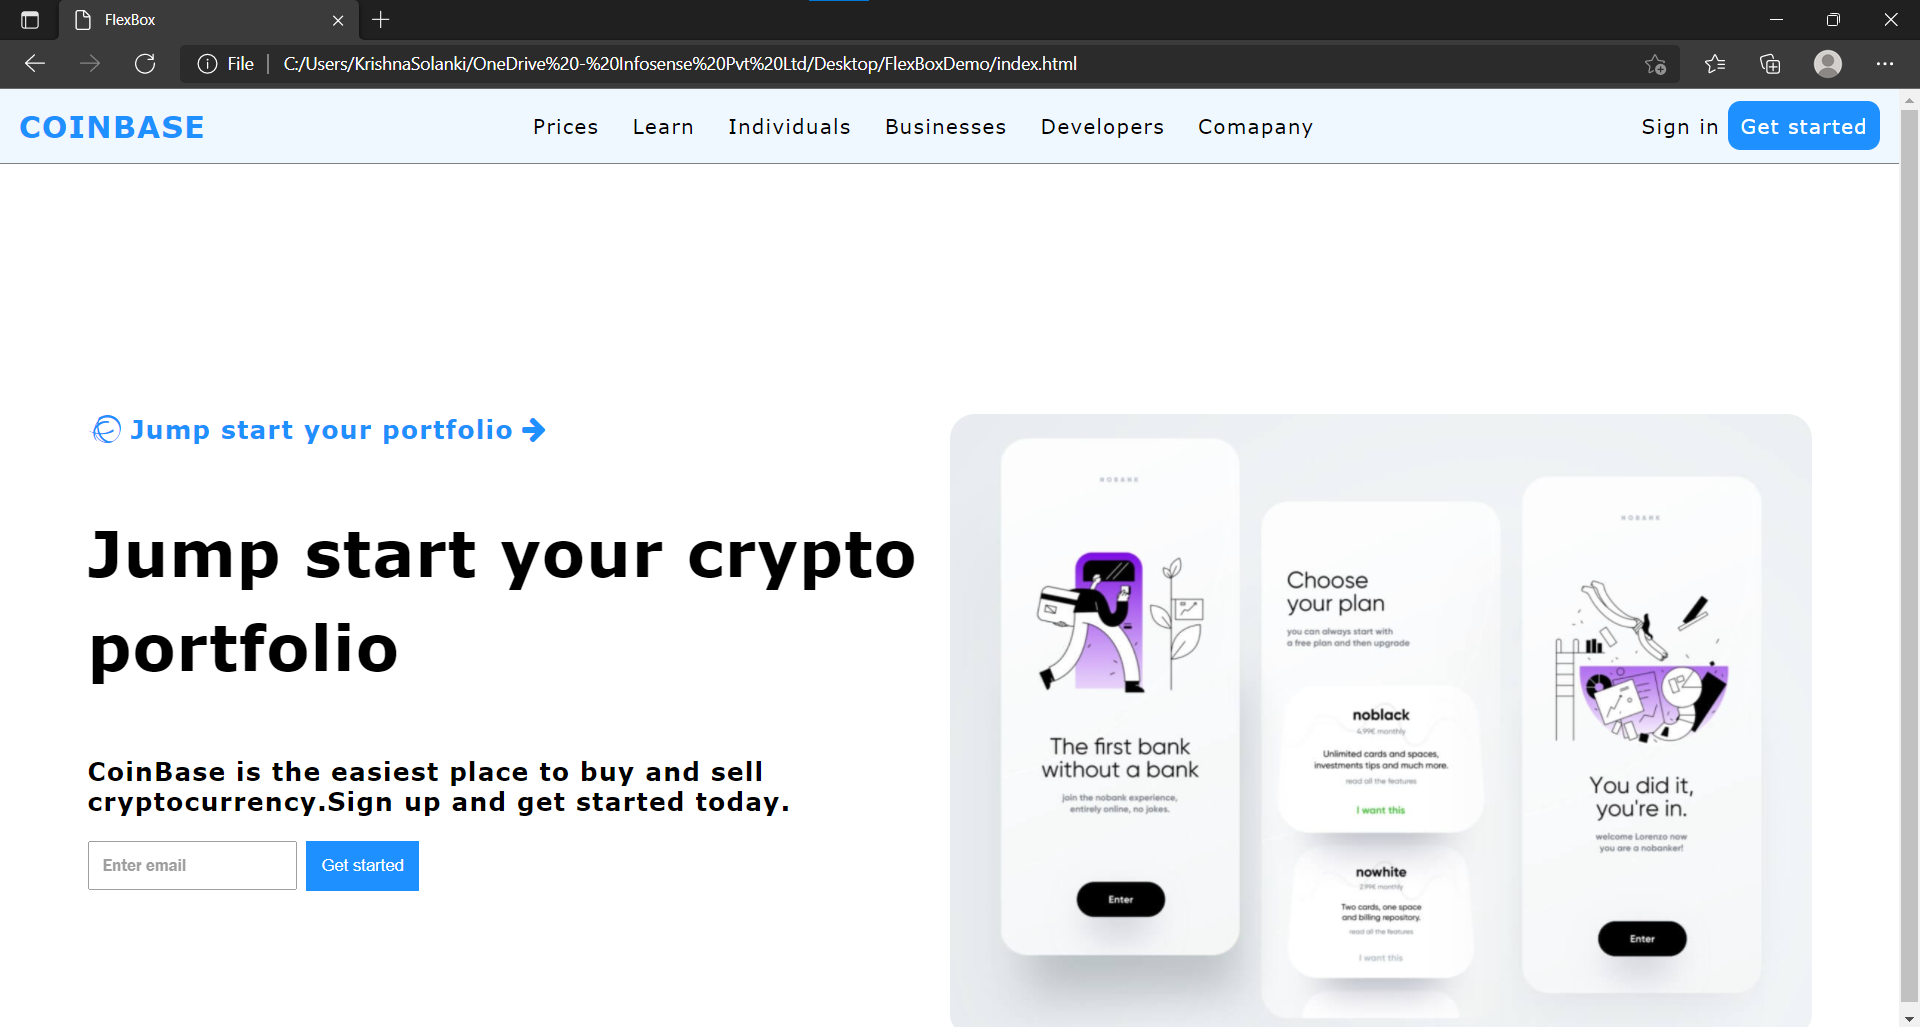 FlexBox
File
C:/Users/KrishnaSolanki/OneDrive%20-%20Infosense%20Pvt%20Ltd/Desktop/FlexBoxDemo/index.html
COINBASE
Prices Learn Individuals Businesses Developers Comapany
Sign in Get started
Jump start your portfolio
Jump start your crypto
portfolio
CoinBase is the easiest place to buy and sell
cryptocurrency.Sign up and get started today.
Enter email
Get started
NOBANK
The first bank
without a bank
join the nobank experience,
entirely online, no jokes.
Enter
Choose
your plan
you can always start with
a free plan and then upgrade
noblack
4.99€ monthly
Unlimited cards and spaces,
investments tips and much more.
read all the features
I want this
nowhite
2.99€ monthly
Two cards, one space
and billing repository.
read all the features
I want this
NOBANK
You did it,
you're in.
welcome Lorenzo now
you are a nobanker!
Enter